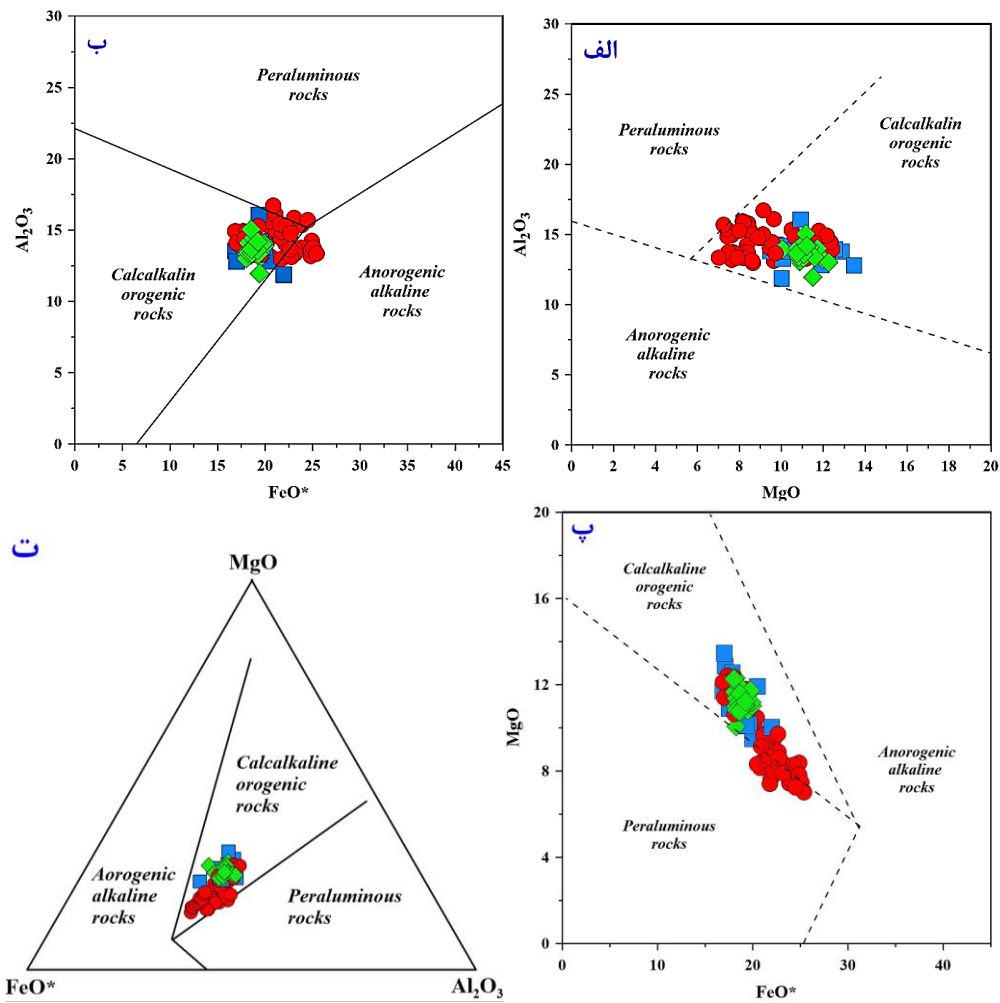 ب
30
25
20
15
10
5
0
Al₂O₃
Peraluminous
rocks
Calcalkalin
orogenic
rocks
Anorogenic
alkaline
rocks
0 5 10 15 20 25 30 35 40 45
FeO*
الف
30
25
20
15
10
5
0
Al₂O₃
Peraluminous
rocks
Calcalkalin
orogenic
rocks
Anorogenic
alkaline
rocks
0 2 4 6 8 10 12 14 16 18 20
MgO
ت
MgO
Calcalkaline
orogenic
rocks
Aorogenic
alkaline
rocks
Peraluminous
rocks
FeO*
Al₂O₃
پ
20
16
12
8
4
0
MgO
Calcalkaline
orogenic
rocks
Anorogenic
alkaline
rocks
Peraluminous
rocks
0 10 20 30 40
FeO*